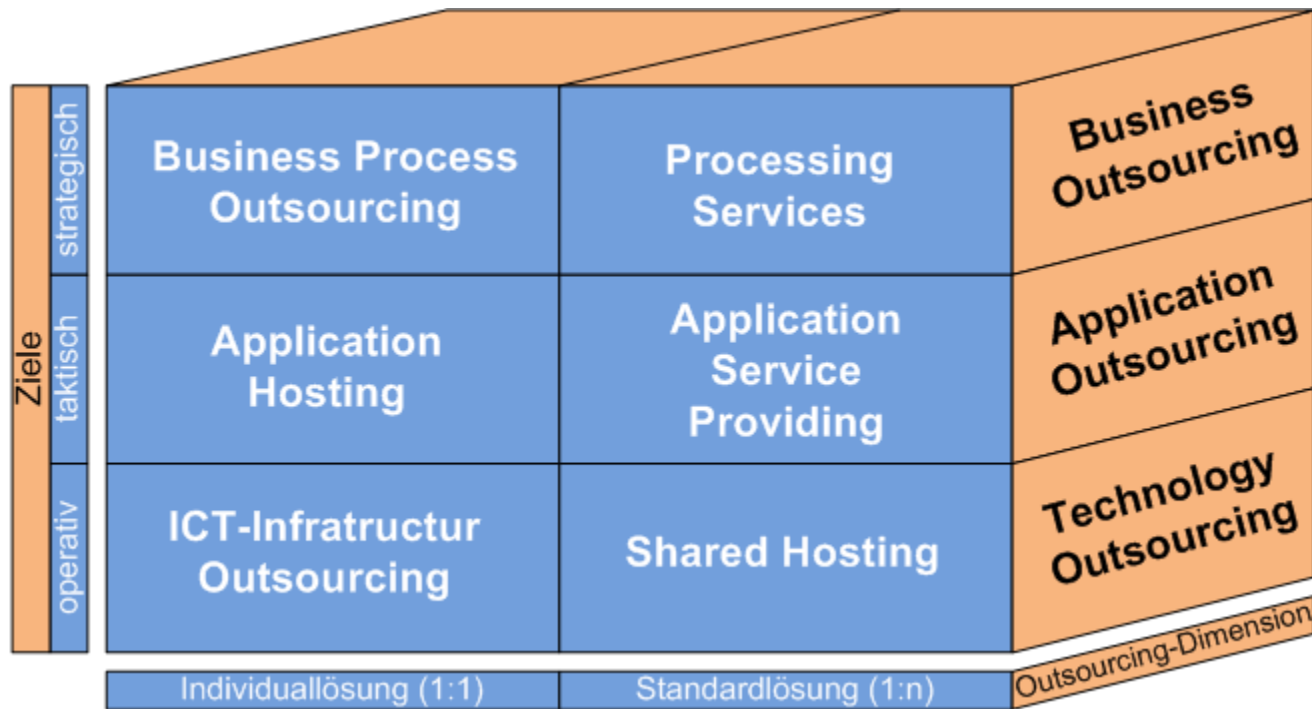 Ziele
strategisch
Business Process
Outsourcing
Processing
Services
Business
Outsourcing
taktisch
Application
Hosting
Application
Service
Providing
Application
Outsourcing
operativ
ICT-Infratructur
Outsourcing
Shared Hosting
Technology
Outsourcing
Individuallösung (1:1)
Standardlösung (1:n)
Outsourcing-Dimension